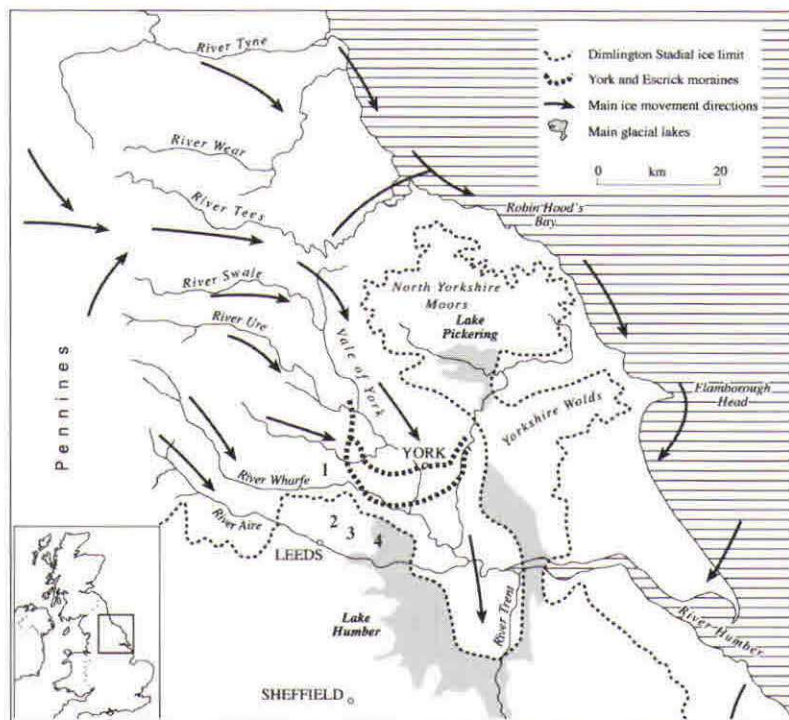 River Tyne
Dimlington Stadial ice limit
York and Escrick moraines
Main ice movement directions
Main glacial lakes
0 20
km
River Wear
River Tees
Robin Hood's
Bay
River Swale
North Yorkshire
Moors
Lake
Pickering
River Ure
Vale of York
Pennines
Flamborough
Head
Yorkshire Wolds
YORK
1
River Wharfe
River Aire
2
3
4
LEEDS
Lake
Humber
River Trent
River Humber
SHEFFIELD